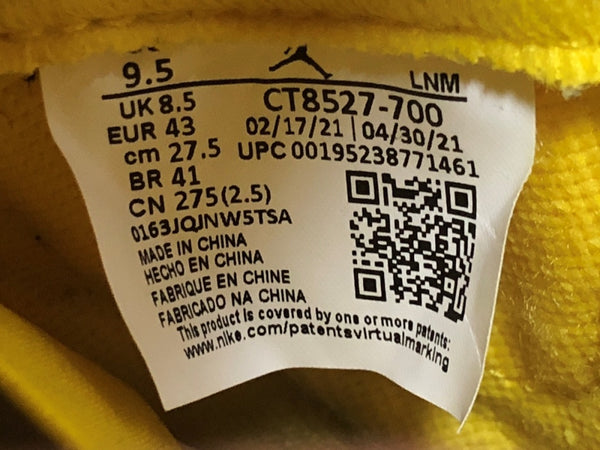 9.5
LNM
UK 8.5
CT8527-700
EUR 43
02/17/21 | 04/30/21
cm 27.5
UPC 00195238771461
BR 41
CN 275(2.5)
0163JQJNW5TSA
MADE IN CHINA
HECHO EN CHINA
FABRIQUE EN CHINE
FABRICADO NA CHINA
This product is covered by one or more patents:
www.nike.com/patentsvirtualmarking